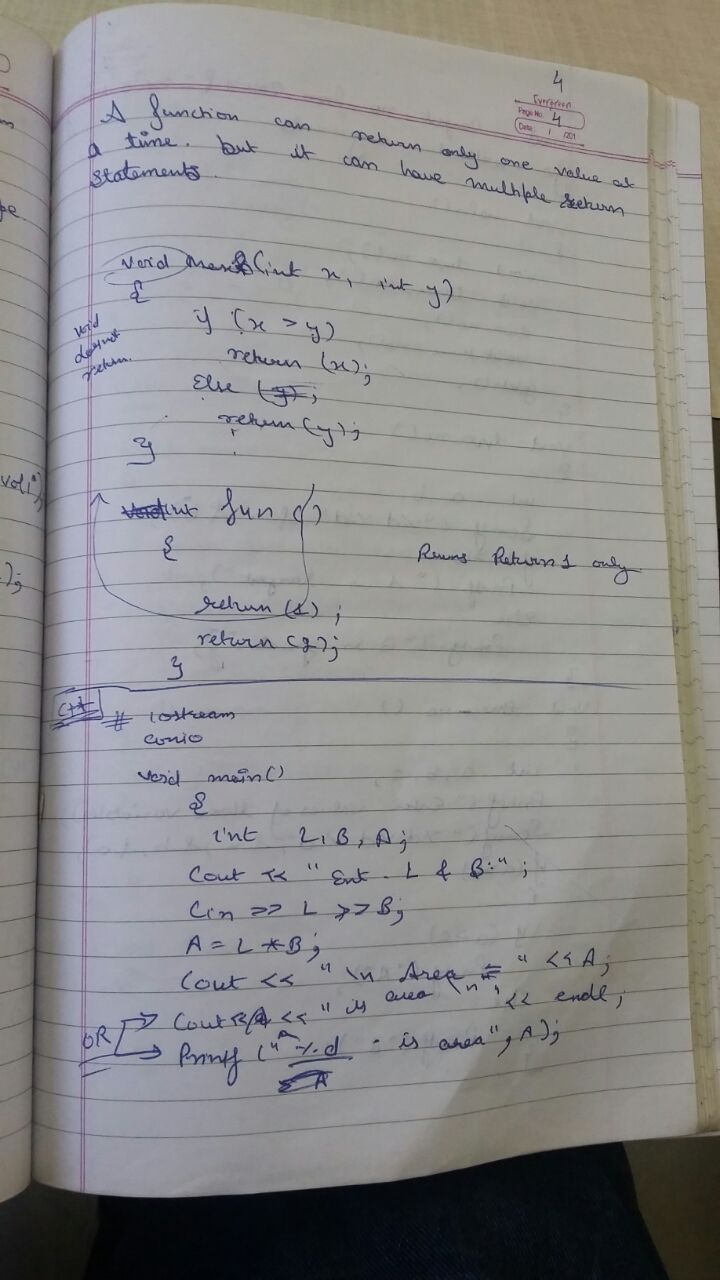 4
Evergreen
Page No. 4
Date: / /201
A function can return only one value at
a time. but it can have multiple return
statements.
void (int x, int y)
{
if (x > y)
void
does not
return.
return (x);
Else (y);
return (y);
}
void int fun ()
{
Returns 1 only
return (1);
return (2);
}
C++
# iostream
conio
void main()
{
int L, B, A;
Cout << " Ent. L & B:" ;
Cin >> L >> B;
A = L * B;
Cout << " \n Area = " << A;
OR
Cout << A << " is area \n" << endl;
Printf (" %d is area", A);
A
vol
);